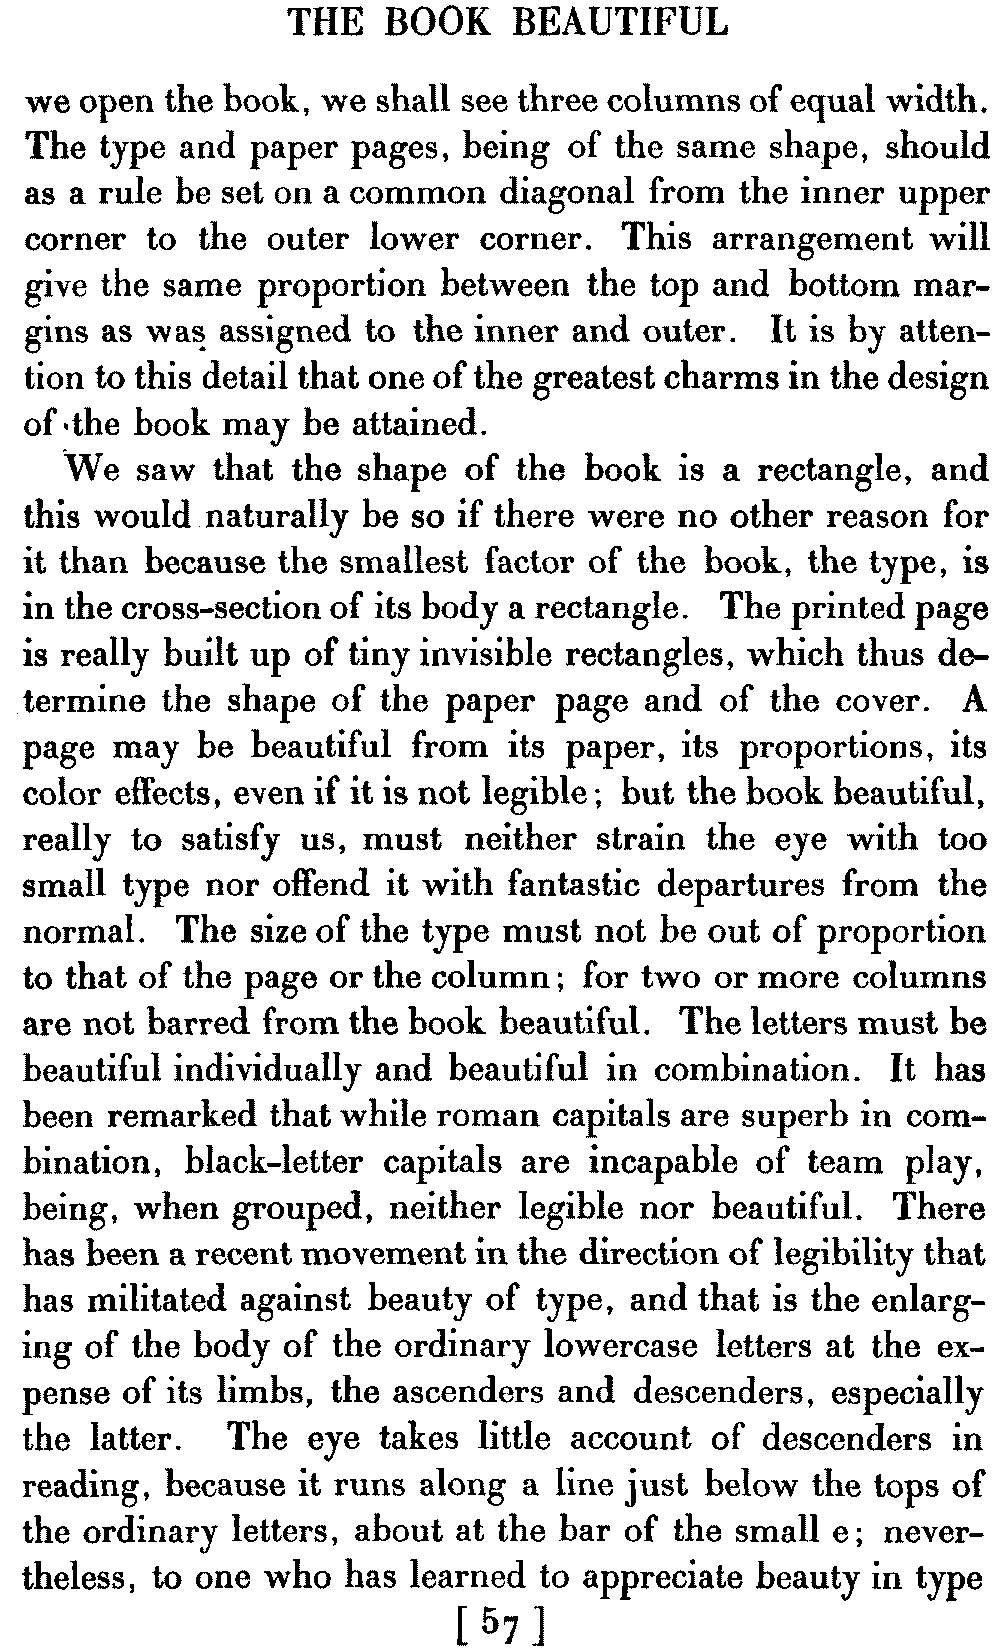 THE BOOK BEAUTIFUL
we open the book, we shall see three columns of equal width.
The type and paper pages, being of the same shape, should
as a rule be set on a common diagonal from the inner upper
corner to the outer lower corner. This arrangement will
give the same proportion between the top and bottom mar-
gins as was assigned to the inner and outer. It is by atten-
tion to this detail that one of the greatest charms in the design
of the book may be attained.
We saw that the shape of the book is a rectangle, and
this would naturally be so if there were no other reason for
it than because the smallest factor of the book, the type, is
in the cross-section of its body a rectangle. The printed page
is really built up of tiny invisible rectangles, which thus de-
termine the shape of the paper page and of the cover. A
page may be beautiful from its paper, its proportions, its
color effects, even if it is not legible; but the book beautiful,
really to satisfy us, must neither strain the eye with too
small type nor offend it with fantastic departures from the
normal. The size of the type must not be out of proportion
to that of the page or the column; for two or more columns
are not barred from the book beautiful. The letters must be
beautiful individually and beautiful in combination. It has
been remarked that while roman capitals are superb in com-
bination, black-letter capitals are incapable of team play,
being, when grouped, neither legible nor beautiful. There
has been a recent movement in the direction of legibility that
has militated against beauty of type, and that is the enlarg-
ing of the body of the ordinary lowercase letters at the ex-
pense of its limbs, the ascenders and descenders, especially
the latter. The eye takes little account of descenders in
reading, because it runs along a line just below the tops of
the ordinary letters, about at the bar of the small e; never-
theless, to one who has learned to appreciate beauty in type
[ 57 ]